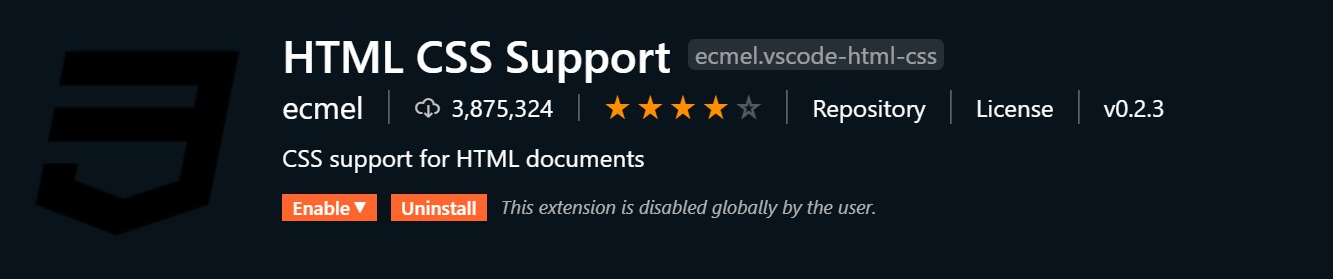 HTML CSS Support ecmel.vscode-html-css
ecmel 3,875,324 Repository License v0.2.3
CSS support for HTML documents
Enable Uninstall This extension is disabled globally by the user.